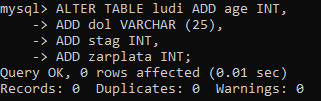 mysql> ALTER TABLE ludi ADD age INT,
    -> ADD dol VARCHAR (25),
    -> ADD stag INT,
    -> ADD zarplata INT;
Query OK, 0 rows affected (0.01 sec)
Records: 0  Duplicates: 0  Warnings: 0